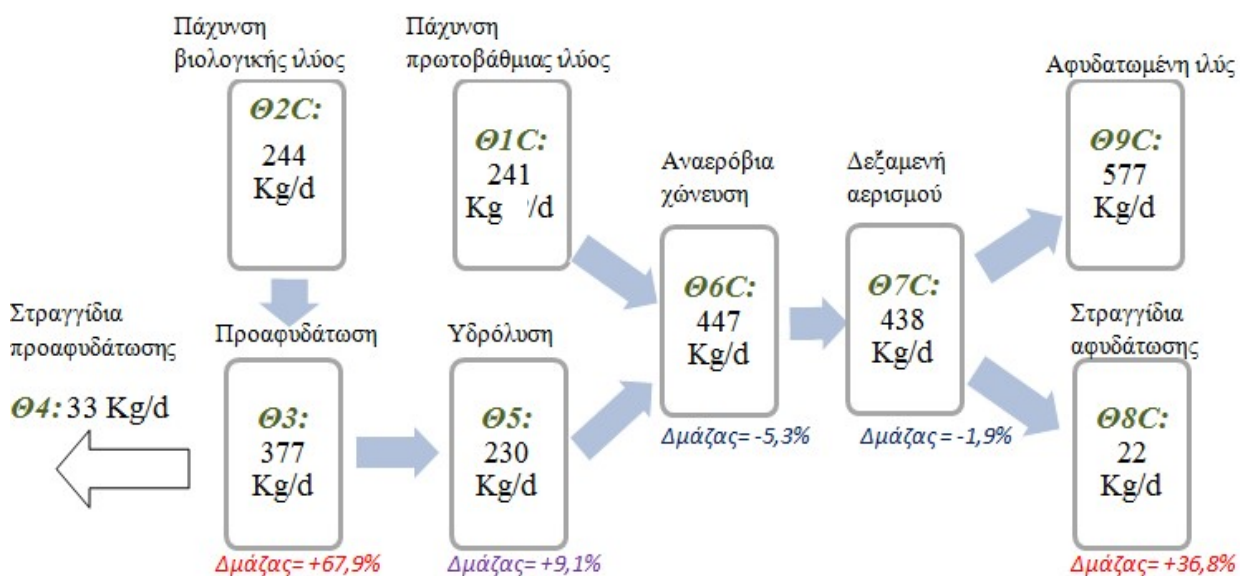 Πάχυνση
βιολογικής ιλύος
Θ2C:
244
Kg/d
Πάχυνση
πρωτοβάθμιας ιλύος
Θ1C:
241
Kg /d
Αφυδατωμένη ιλύς
Θ9C:
577
Kg/d
Αναερόβια
χώνευση
Θ6C:
447
Kg/d
Δμάζας= -5,3%
Δεξαμενή
αερισμού
Θ7C:
438
Kg/d
Δμάζας = -1,9%
Στραγγίδια
προαφυδάτωσης
Θ4: 33 Kg/d
Προαφυδάτωση
Θ3:
377
Kg/d
Δμάζας= +67,9%
Υδρόλυση
Θ5:
230
Kg/d
Δμάζας= +9,1%
Στραγγίδια
αφυδάτωσης
Θ8C:
22
Kg/d
Δμάζας= +36,8%